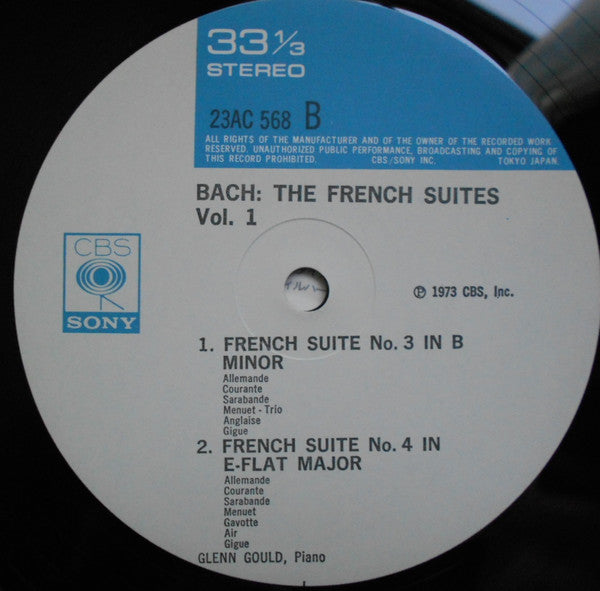 33 1/3
STEREO
23AC 568 B
ALL RIGHTS OF THE MANUFACTURER AND OF THE OWNER OF THE RECORDED WORK
RESERVED. UNAUTHORIZED PUBLIC PERFORMANCE, BROADCASTING AND COPYING OF
THIS RECORD PROHIBITED. CBS/SONY INC. TOKYO JAPAN.
BACH: THE FRENCH SUITES
Vol. 1
CBS
SONY
℗ 1973 CBS, Inc.
1. FRENCH SUITE No. 3 IN B
MINOR
Allemande
Courante
Sarabande
Menuet - Trio
Anglaise
Gigue
2. FRENCH SUITE No. 4 IN
E-FLAT MAJOR
Allemande
Courante
Sarabande
Menuet
Gavotte
Air
Gigue
GLENN GOULD, Piano